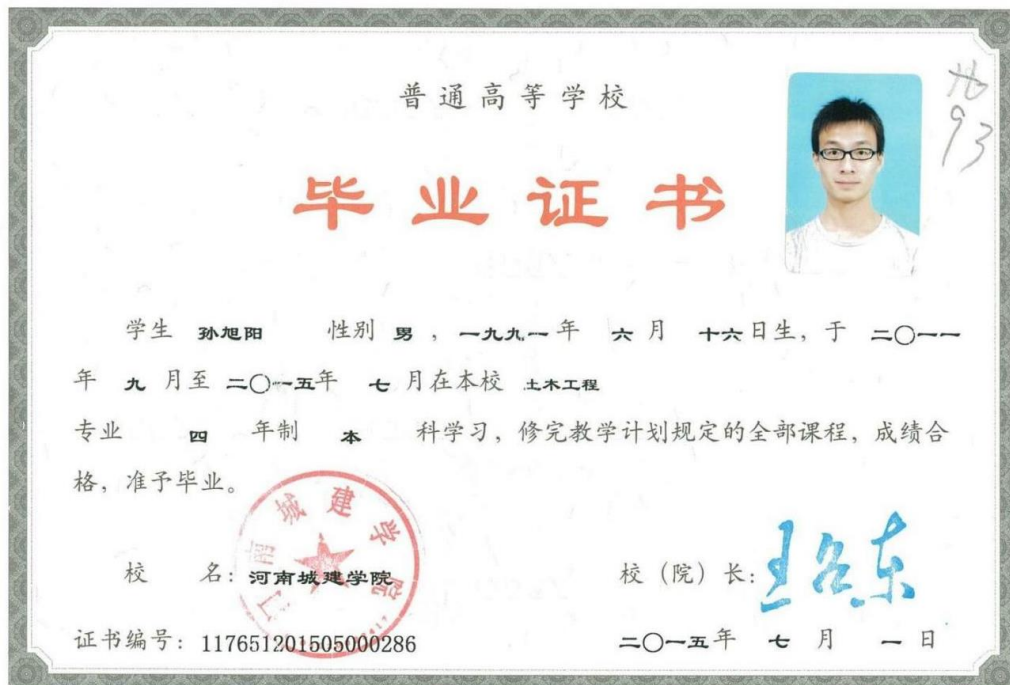 普通高等学校
毕业证书
93
学生 孙旭阳 性别 男 ，一九九一 年 六 月 十六 日生，于 二〇一一
年 九 月至 二〇一五 年 七 月在本校 土木工程
专业 四 年制 本 科学习，修完教学计划规定的全部课程，成绩合
格，准予毕业。
城建学院
校 名：河南城建学院
校（院）长：
证书编号：117651201505000286
二〇一五 年 七 月 一 日